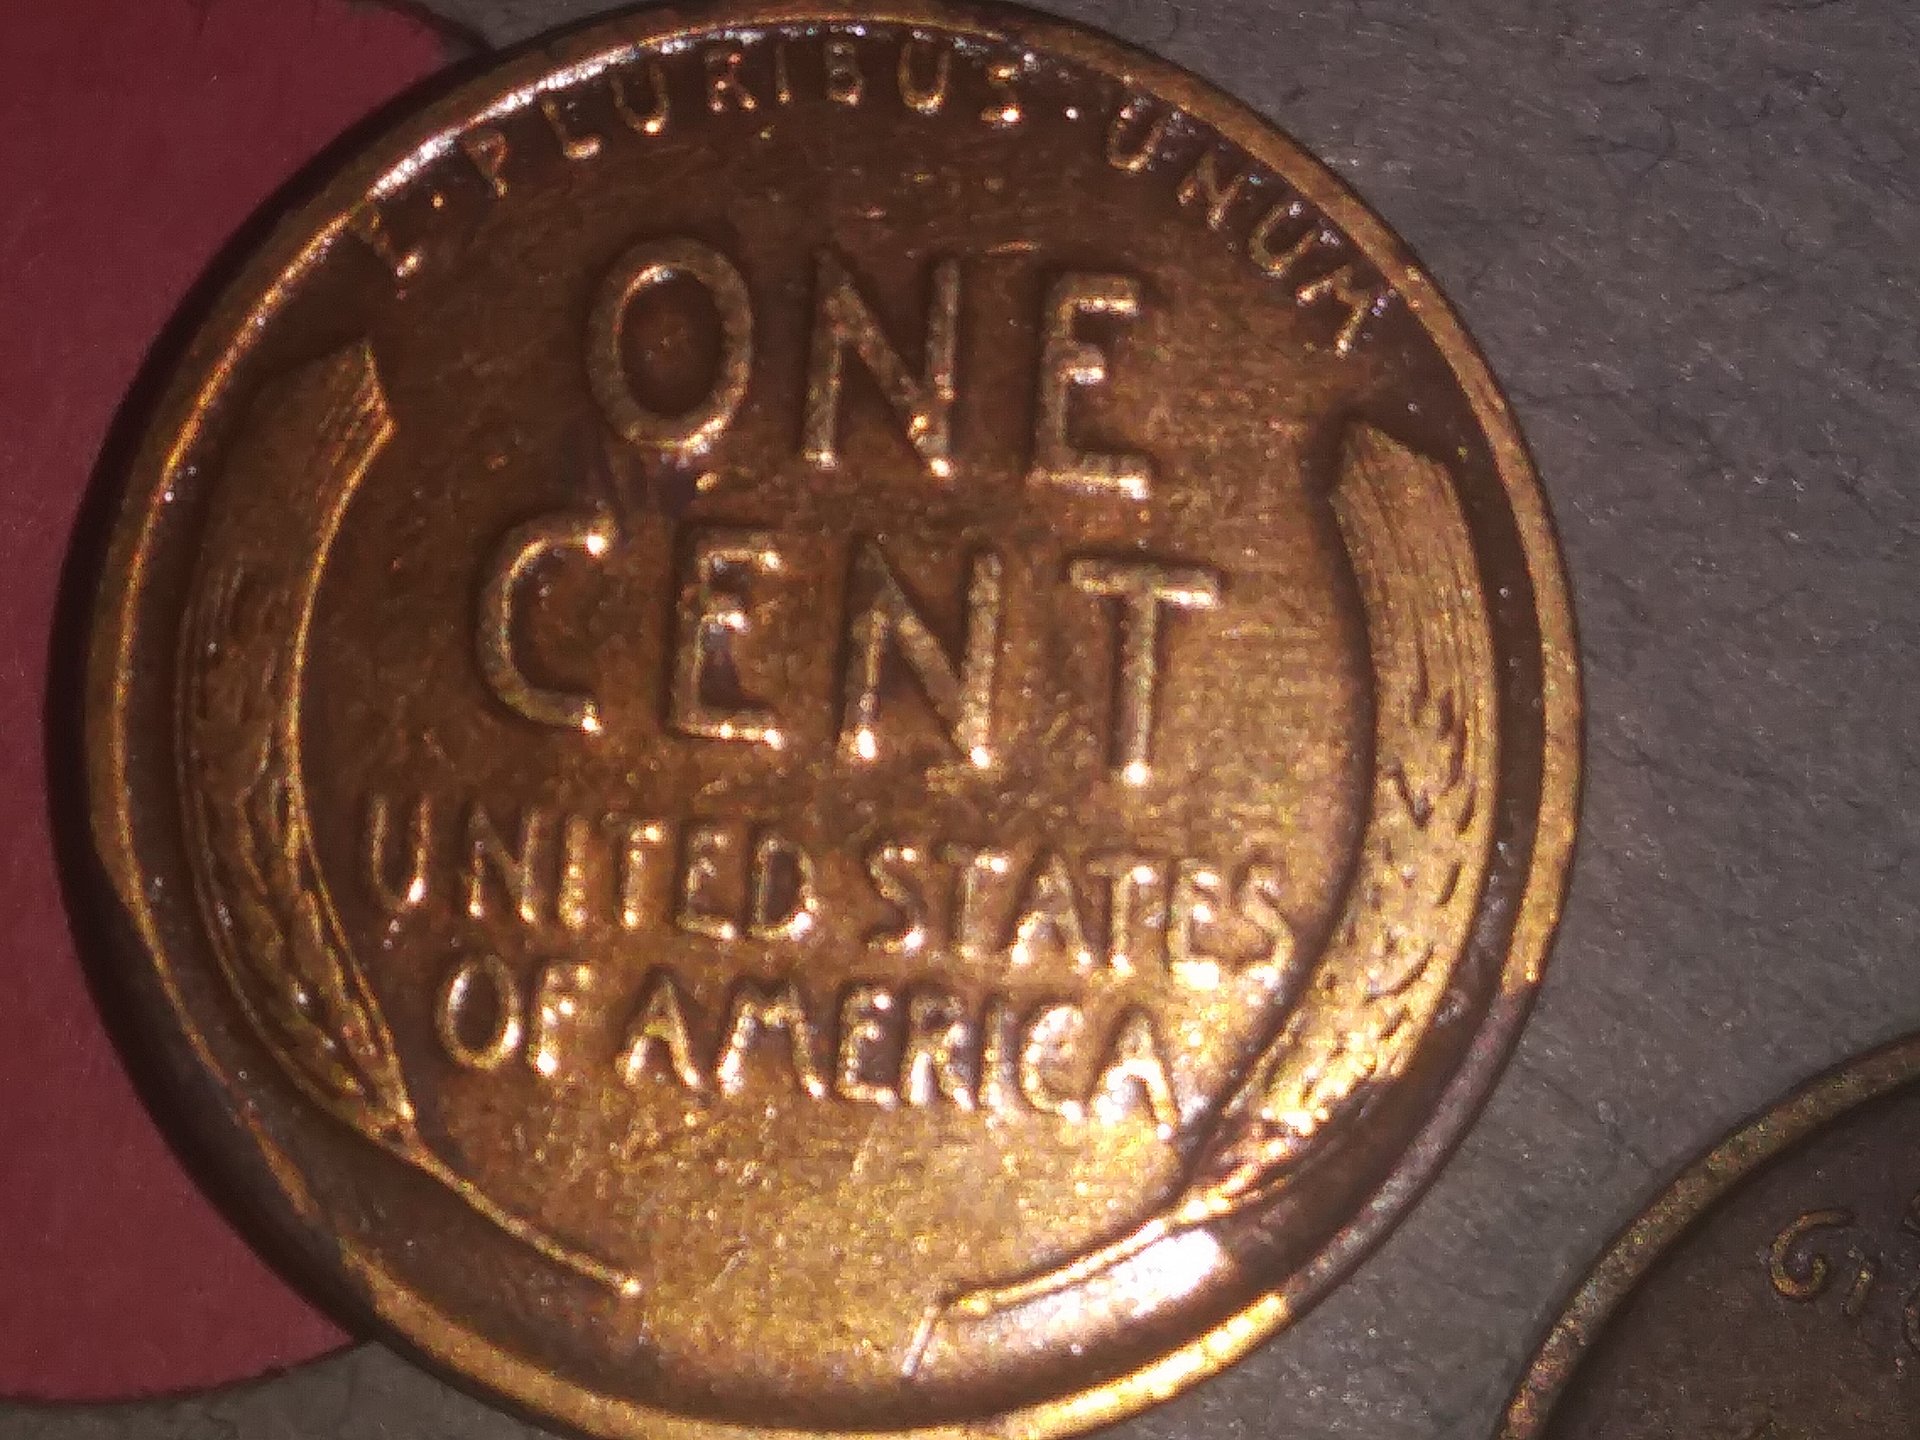 E·PLURIBUS·UNUM
ONE
CENT
UNITED STATES
OF AMERICA